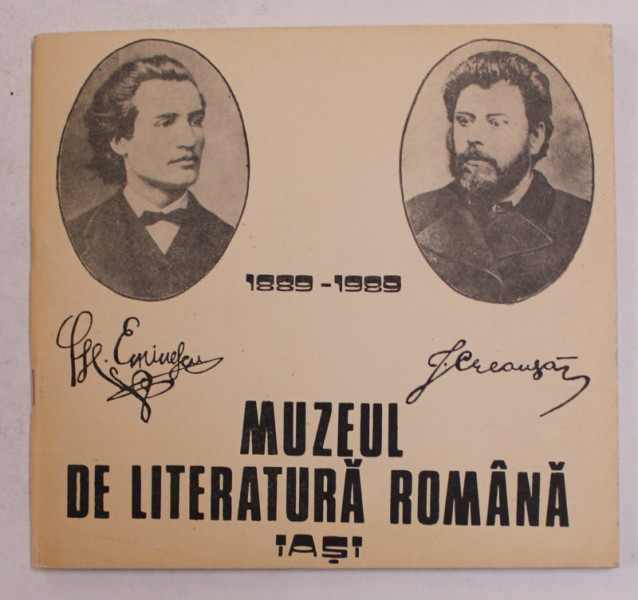 1889 - 1989
M. Eminescu
I. Creangă
MUZEUL
DE LITERATURĂ ROMÂNĂ
IAŞI